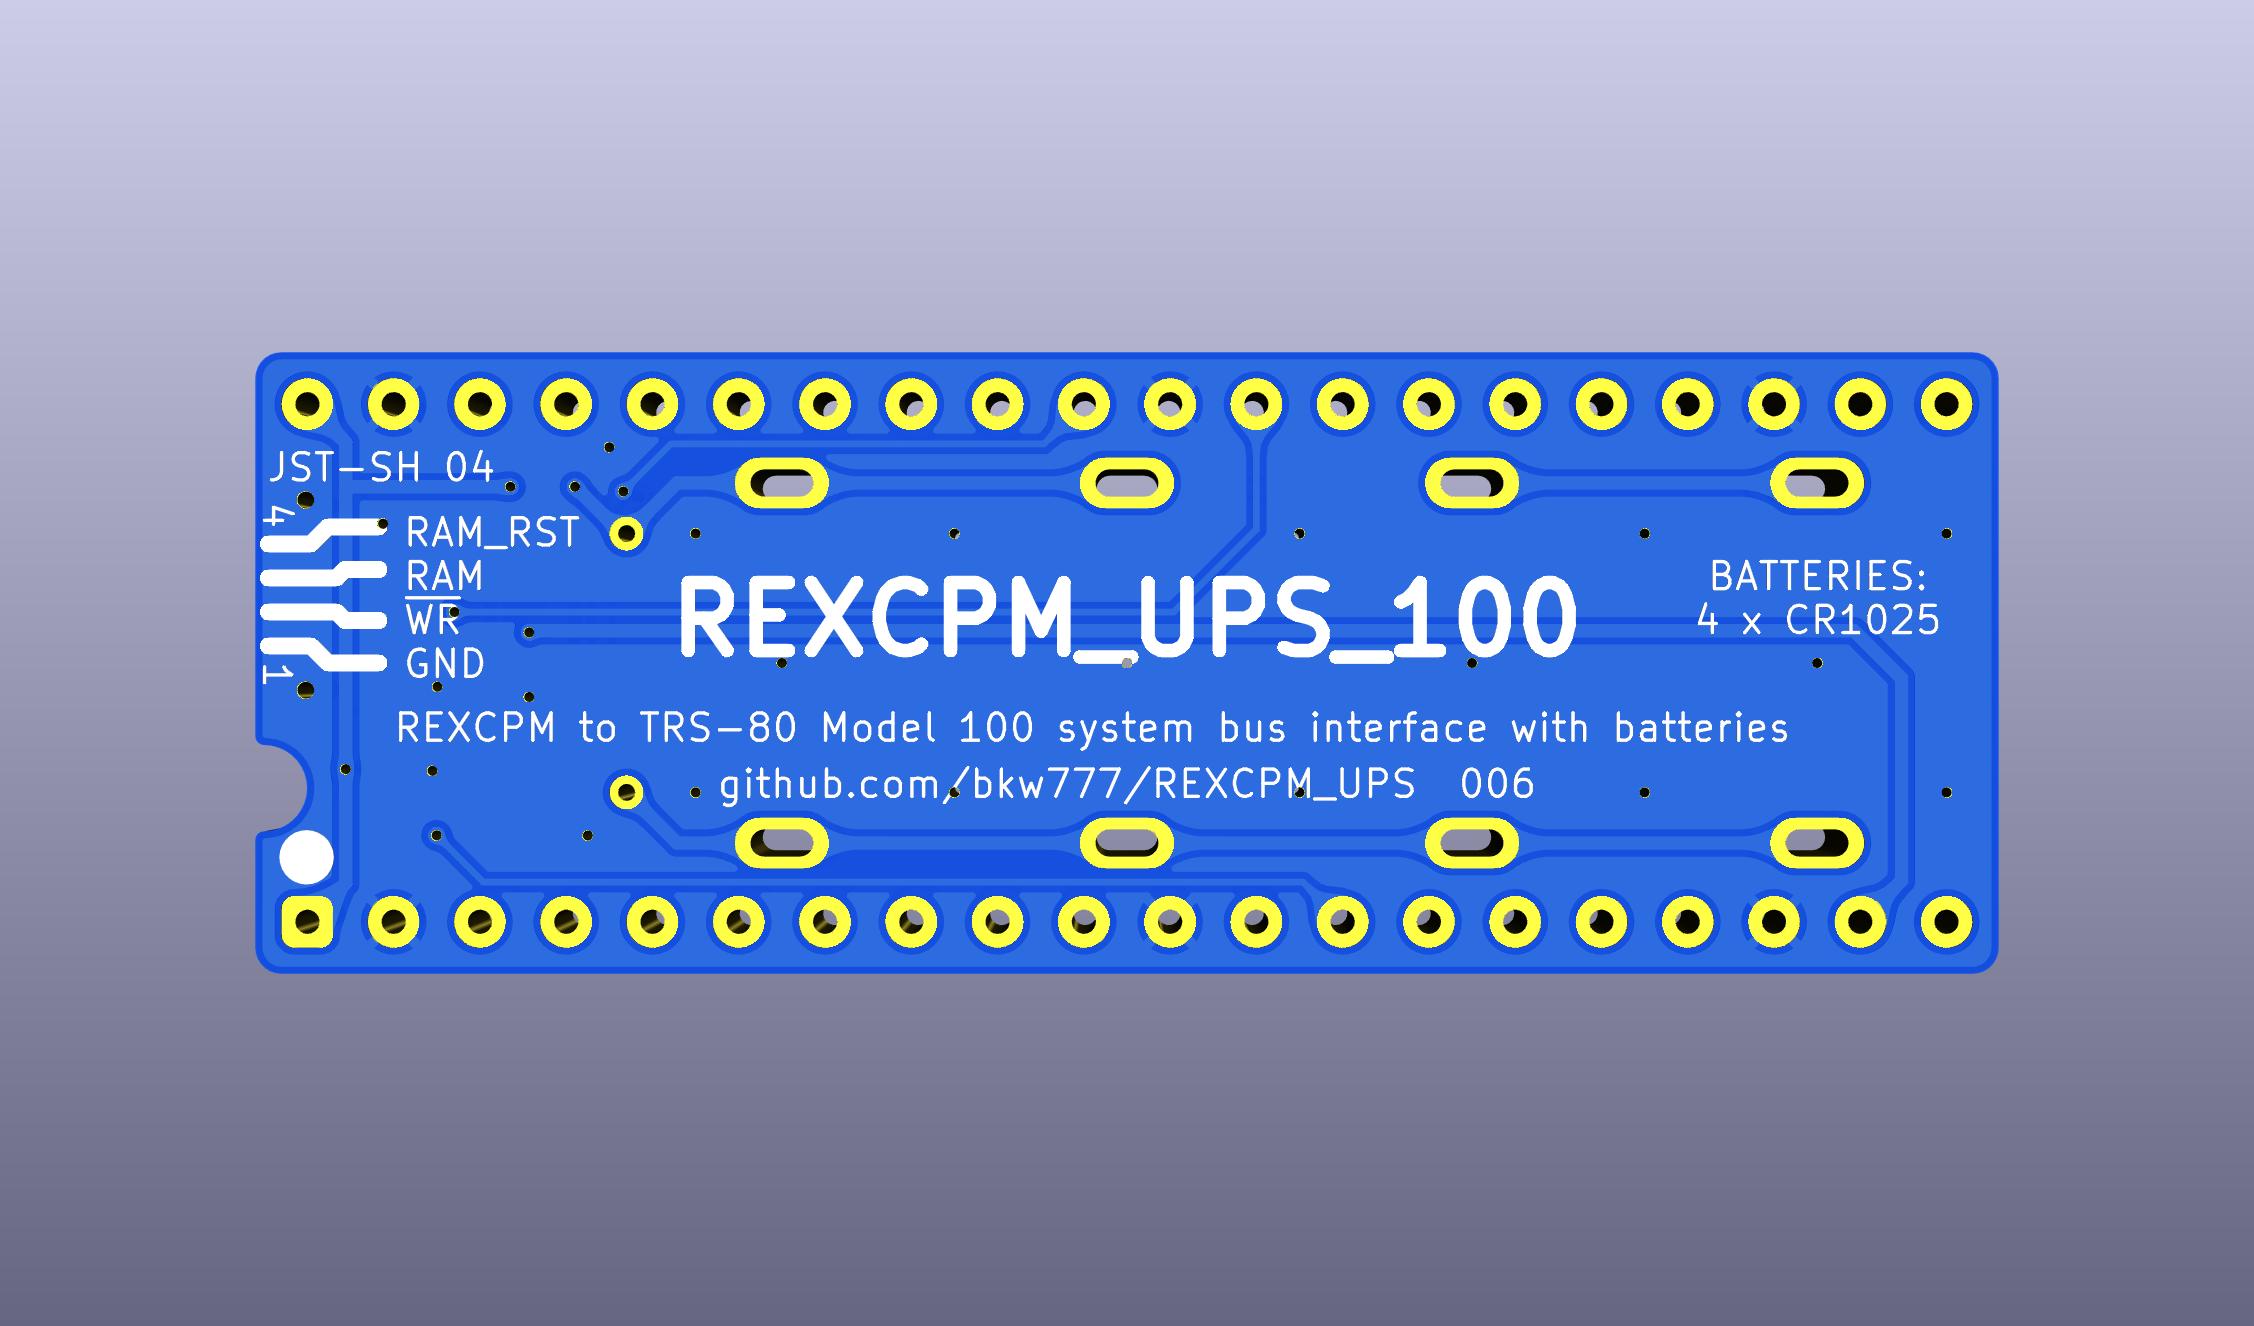 JST-SH 04
4
RAM_RST
RAM
WR
GND
1
REXCPM_UPS_100
BATTERIES:
4 x CR1025
REXCPM to TRS-80 Model 100 system bus interface with batteries
github.com/bkw777/REXCPM_UPS 006